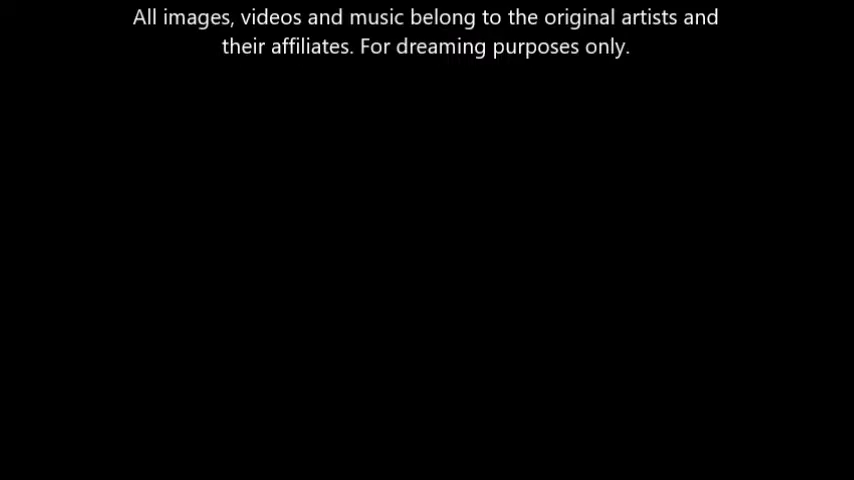 All images, videos and music belong to the original artists and
their affiliates. For dreaming purposes only.